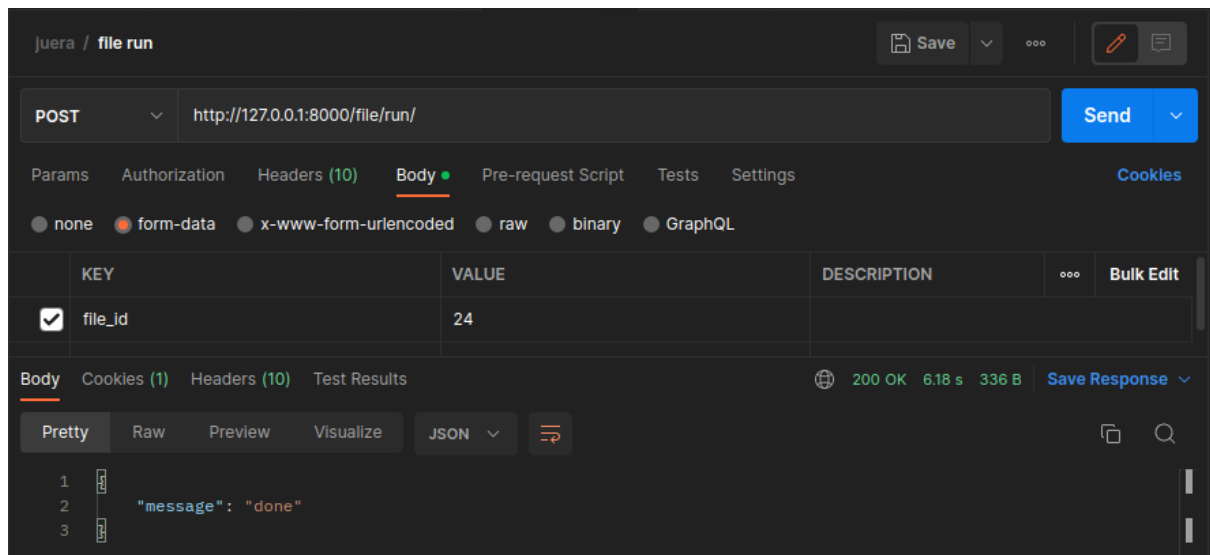 juera / file run
Save
ooo
POST
http://127.0.0.1:8000/file/run/
Send
Params Authorization Headers (10) Body Pre-request Script Tests Settings Cookies
none form-data x-www-form-urlencoded raw binary GraphQL
KEY VALUE DESCRIPTION ooo Bulk Edit
file_id 24
Body Cookies (1) Headers (10) Test Results 200 OK 6.18 s 336 B Save Response
Pretty Raw Preview Visualize JSON
1 {
2 "message": "done"
3 }